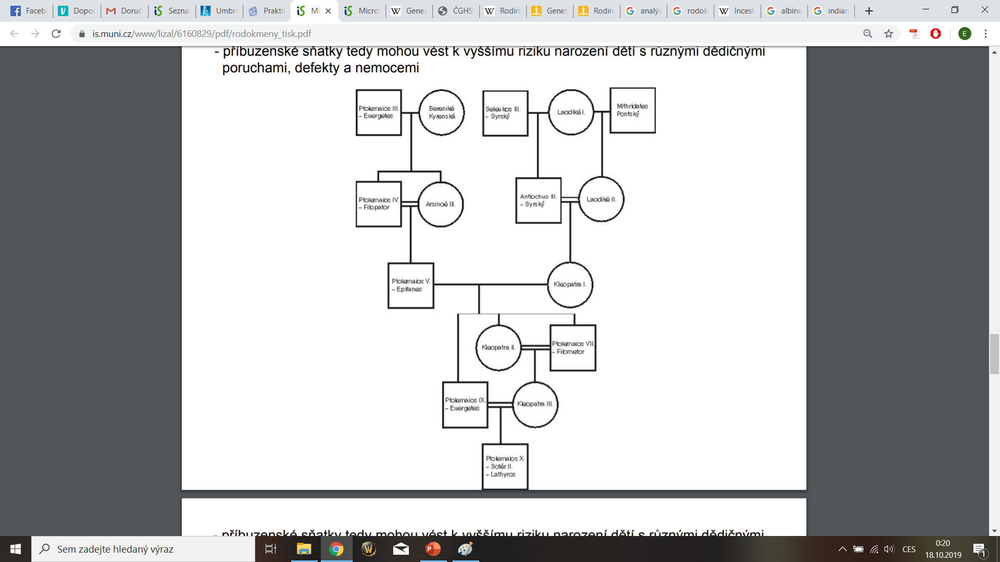 Facebo
Dopor
Doruč
Sezna
Umbrt
Praktik
Mi
Micros
Genea
ČGHS
Rodin
Genet
Rodin
analýz
rodok
Incest
albine
indian
is.muni.cz/www/lizal/6160829/pdf/rodokmeny_tisk.pdf
E
- příbuzenské sňatky tedy mohou vést k vyššímu riziku narození dětí s různými dědičnými
poruchami, defekty a nemocemi
Ptolemaios III.
– Euergetes
Bereniké
Kyrenská
Seleukos III.
– Syrský
Laodiké I.
Mithridates
Pontský
Ptolemaios IV.
– Filopator
Arsinoé III.
Antiochus III.
– Syrský
Laodiké II.
Ptolemaios V.
– Epifanes
Kleopatra I.
Kleopatra II.
Ptolemaios VII.
– Filometor
Ptolemaios IX.
– Euergetes
Kleopatra III.
Ptolemaios X.
– Sotér II.
– Lathyros
- příbuzenské sňatky tedy mohou vést k vyššímu riziku narození dětí s různými dědičnými
Sem zadejte hledaný výraz
CES
0:20
18.10.2019
1